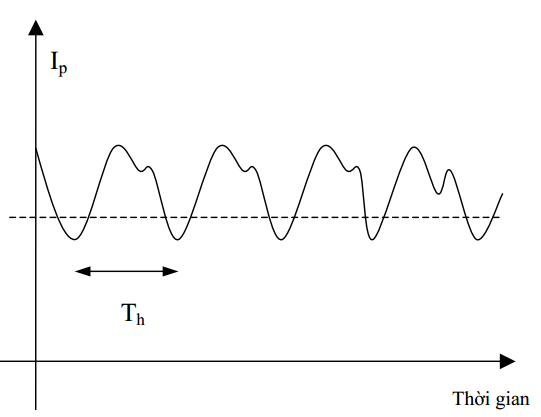 Iₚ
Tₕ
Thời gian